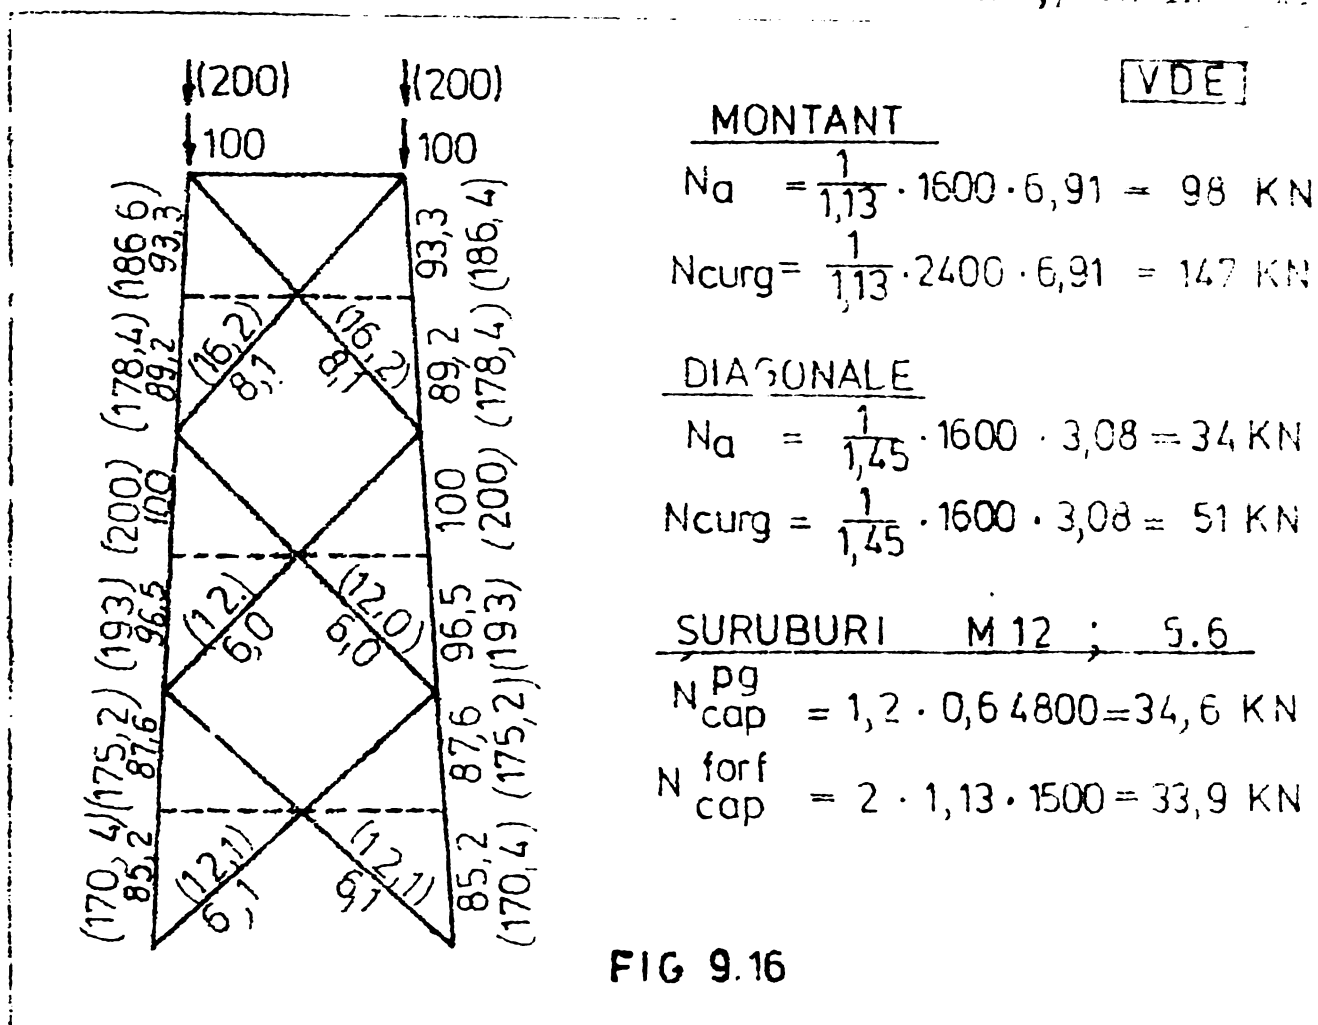 (200) (200)
100 100
VDE
MONTANT
Na = 1/1,13 · 1600 · 6,91 = 98 KN
Ncurg = 1/1,13 · 2400 · 6,91 = 147 KN
DIAGONALE
Na = 1/1,45 · 1600 · 3,08 = 34 KN
Ncurg = 1/1,45 · 1600 · 3,08 = 51 KN
ȘURUBURI M12 ; 5.6
N pg cap = 1,2 · 0,6 4800 = 34,6 KN
N forf cap = 2 · 1,13 · 1500 = 33,9 KN
(186 6) 93,3
93,3 (186,4)
(178,4) 89,2
(16,2) 8,1
(16,2) 8,1
89,2 (178,4)
(200) 100
100 (200)
(193) 96,5
(12.) 6,0
(12,0) 6,0
96,5 (193)
(175,2) 87,6
87,6 (175,2)
(170,4) 85,2
(12,1) 6,1
(12,1) 6,1
85,2 (170,4)
FIG 9.16